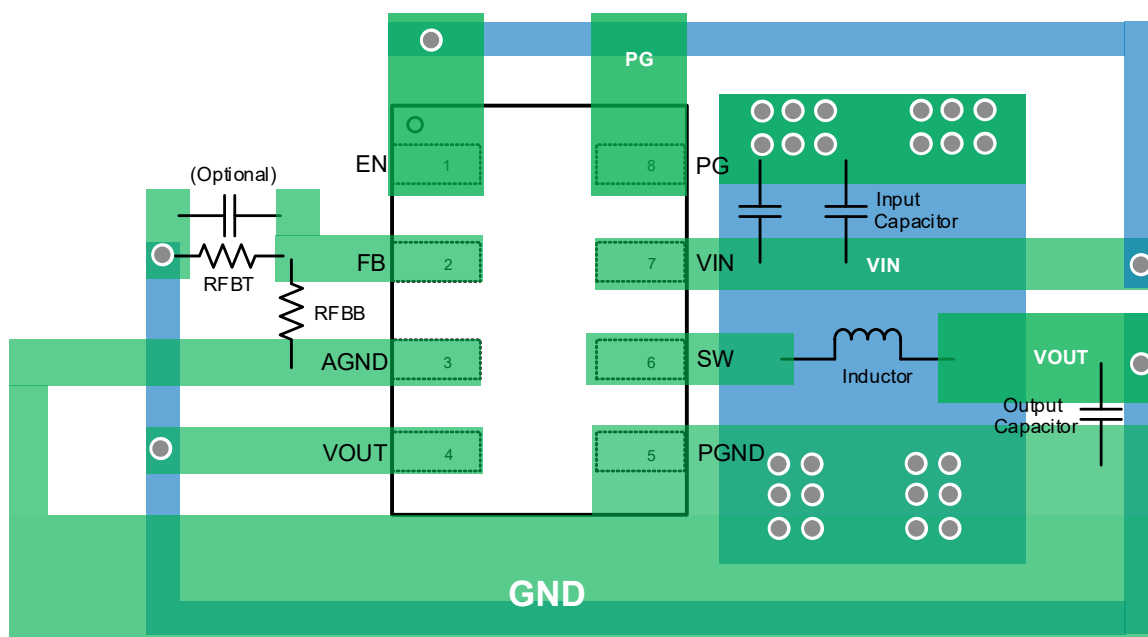 PG
EN
1
8
PG
(Optional)
Input
Capacitor
FB
2
7
VIN
VIN
RFBT
RFBB
AGND
3
6
SW
VOUT
Inductor
Output
Capacitor
VOUT
4
5
PGND
GND